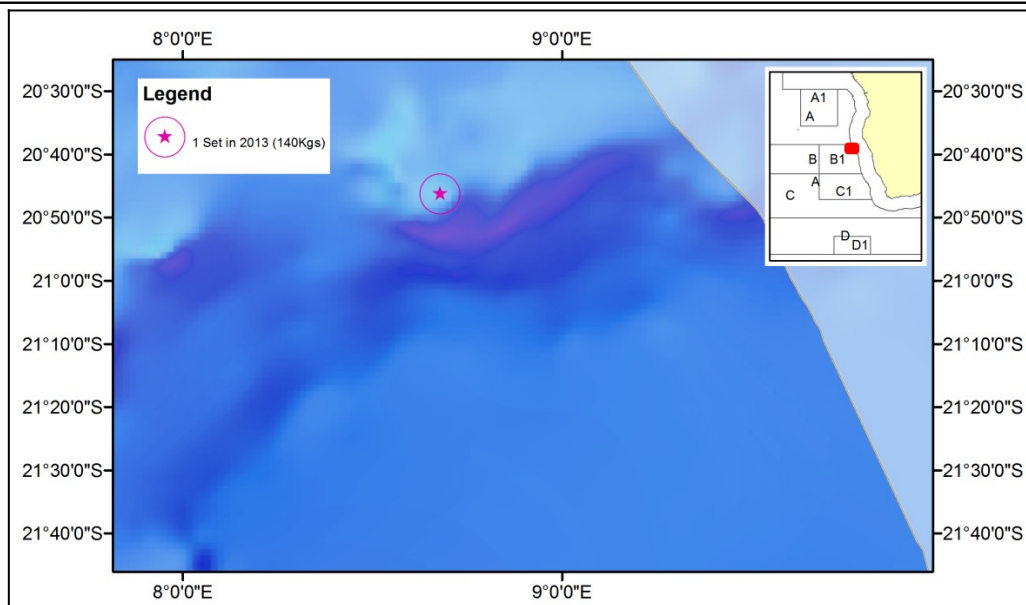 8°0'0"E 9°0'0"E
20°30'0"S
20°40'0"S
20°50'0"S
21°0'0"S
21°10'0"S
21°20'0"S
21°30'0"S
21°40'0"S
Legend
1 Set in 2013 (140Kgs)
A1
A
B B1
A
C C1
D
D1
20°30'0"S
20°40'0"S
20°50'0"S
21°0'0"S
21°10'0"S
21°20'0"S
21°30'0"S
21°40'0"S
8°0'0"E 9°0'0"E